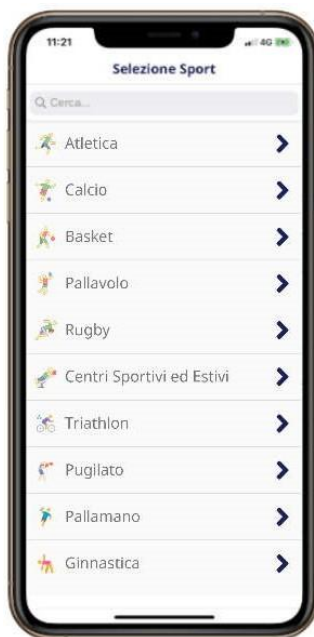 11:21
4G
Selezione Sport
Cerca...
Atletica
Calcio
Basket
Pallavolo
Rugby
Centri Sportivi ed Estivi
Triathlon
Pugilato
Pallamano
Ginnastica